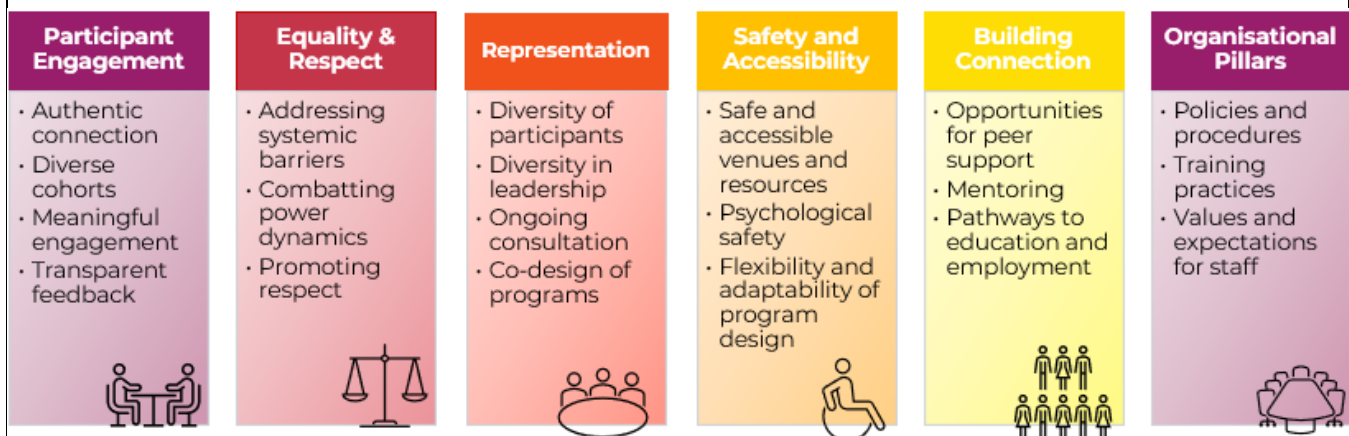 Participant
Engagement
• Authentic
connection
• Diverse
cohorts
• Meaningful
engagement
• Transparent
feedback
Equality &
Respect
• Addressing
systemic
barriers
• Combatting
power
dynamics
• Promoting
respect
Representation
• Diversity of
participants
• Diversity in
leadership
• Ongoing
consultation
• Co-design of
programs
Safety and
Accessibility
• Safe and
accessible
venues and
resources
• Psychological
safety
• Flexibility and
adaptability of
program
design
Building
Connection
• Opportunities
for peer
support
• Mentoring
• Pathways to
education and
employment
Organisational
Pillars
• Policies and
procedures
• Training
practices
• Values and
expectations
for staff